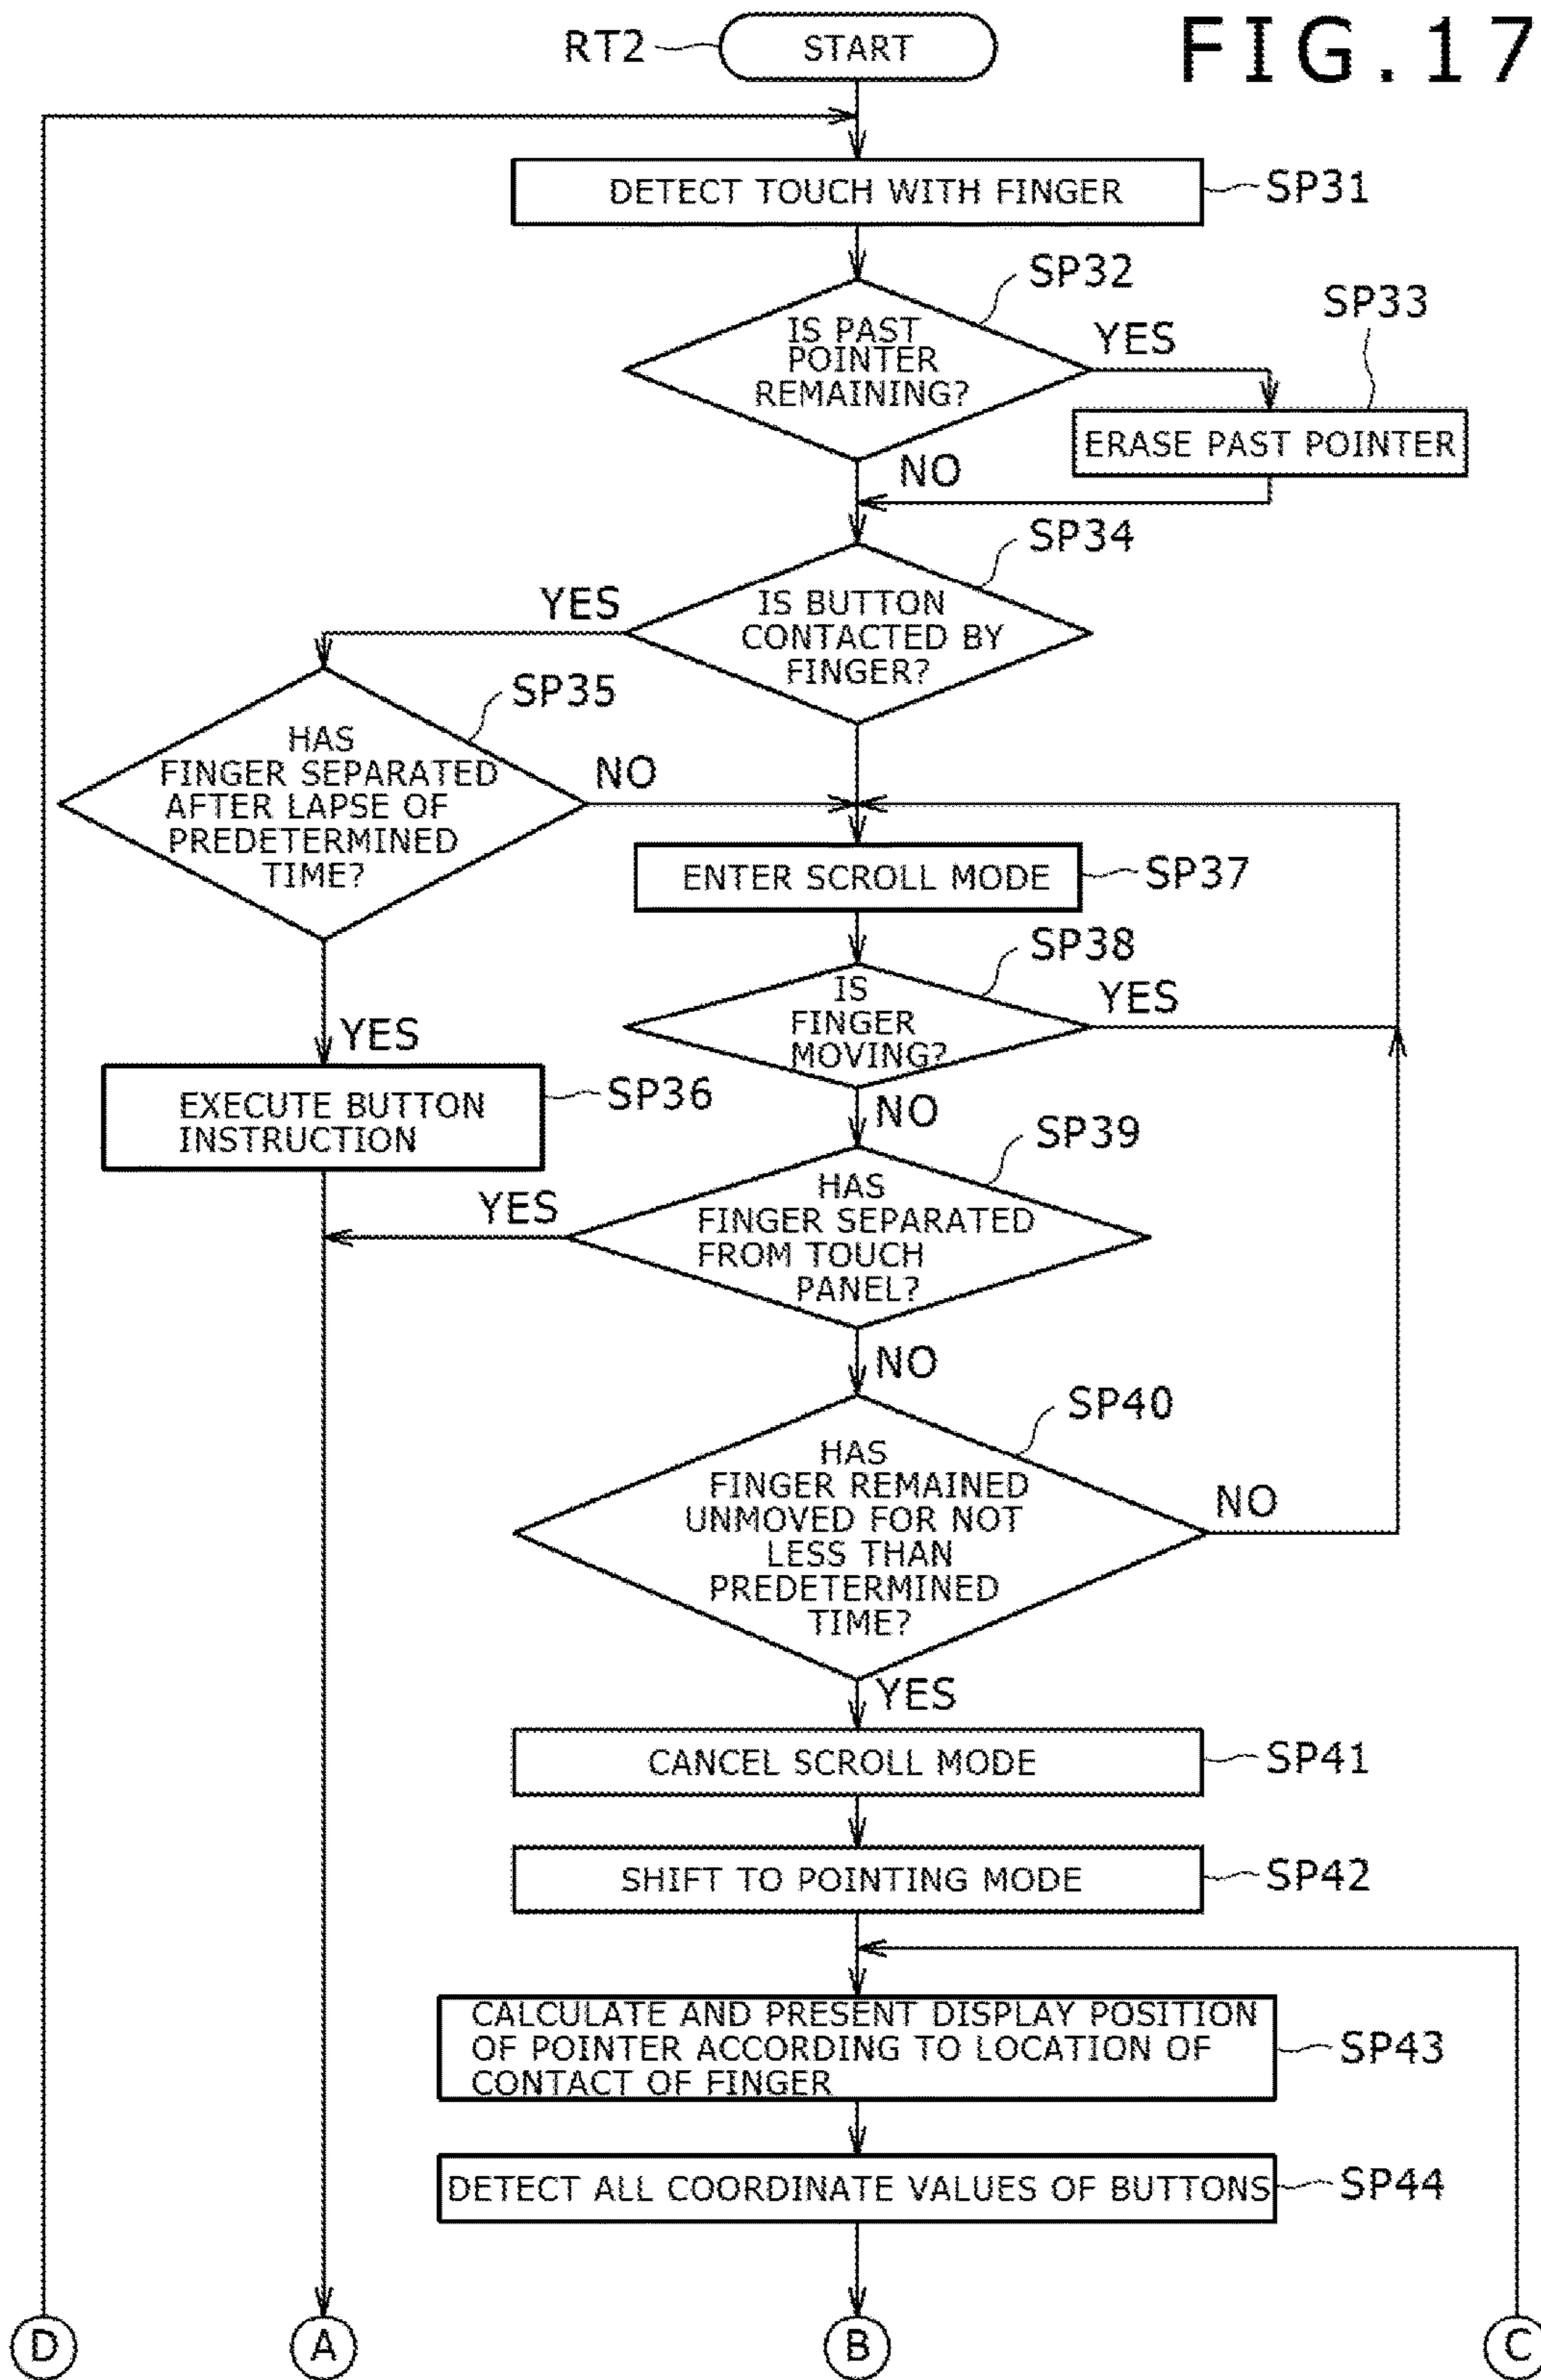 FIG.17
RT2
START
DETECT TOUCH WITH FINGER
SP31
SP32
IS PAST
POINTER
REMAINING?
YES
SP33
ERASE PAST POINTER
NO
SP34
IS BUTTON
CONTACTED BY
FINGER?
YES
SP35
HAS
FINGER SEPARATED
AFTER LAPSE OF
PREDETERMINED
TIME?
NO
YES
EXECUTE BUTTON
INSTRUCTION
SP36
ENTER SCROLL MODE
SP37
SP38
IS
FINGER
MOVING?
YES
NO
SP39
HAS
FINGER SEPARATED
FROM TOUCH
PANEL?
YES
NO
SP40
HAS
FINGER REMAINED
UNMOVED FOR NOT
LESS THAN
PREDETERMINED
TIME?
NO
YES
CANCEL SCROLL MODE
SP41
SHIFT TO POINTING MODE
SP42
CALCULATE AND PRESENT DISPLAY POSITION
OF POINTER ACCORDING TO LOCATION OF
CONTACT OF FINGER
SP43
DETECT ALL COORDINATE VALUES OF BUTTONS
SP44
D
A
B
C